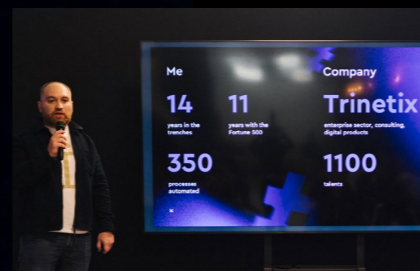 Me
14
years in the
trenches
11
years with the
Fortune 500
350
processes
automated
Company
Trinetix
enterprise sector, consulting,
digital products
1100
talents